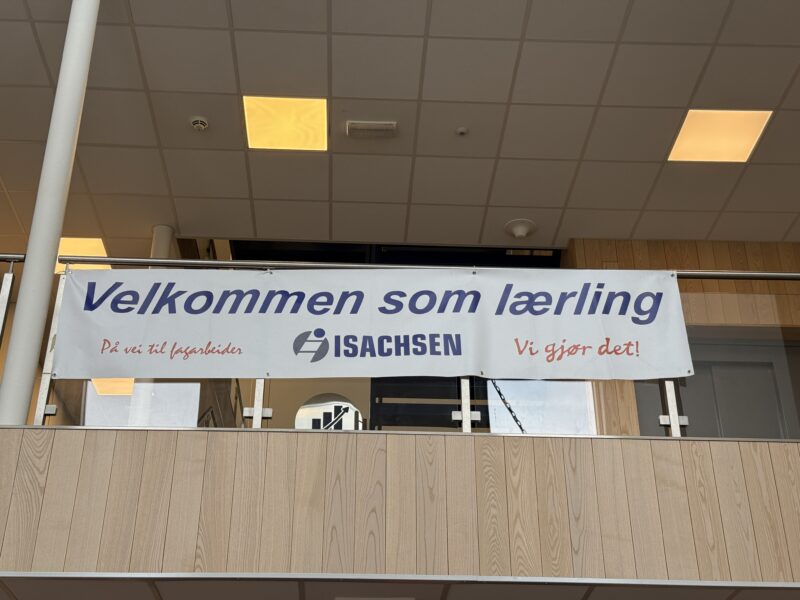 Velkommen som lærling
På vei til fagarbeider
ISACHSEN
Vi gjør det!